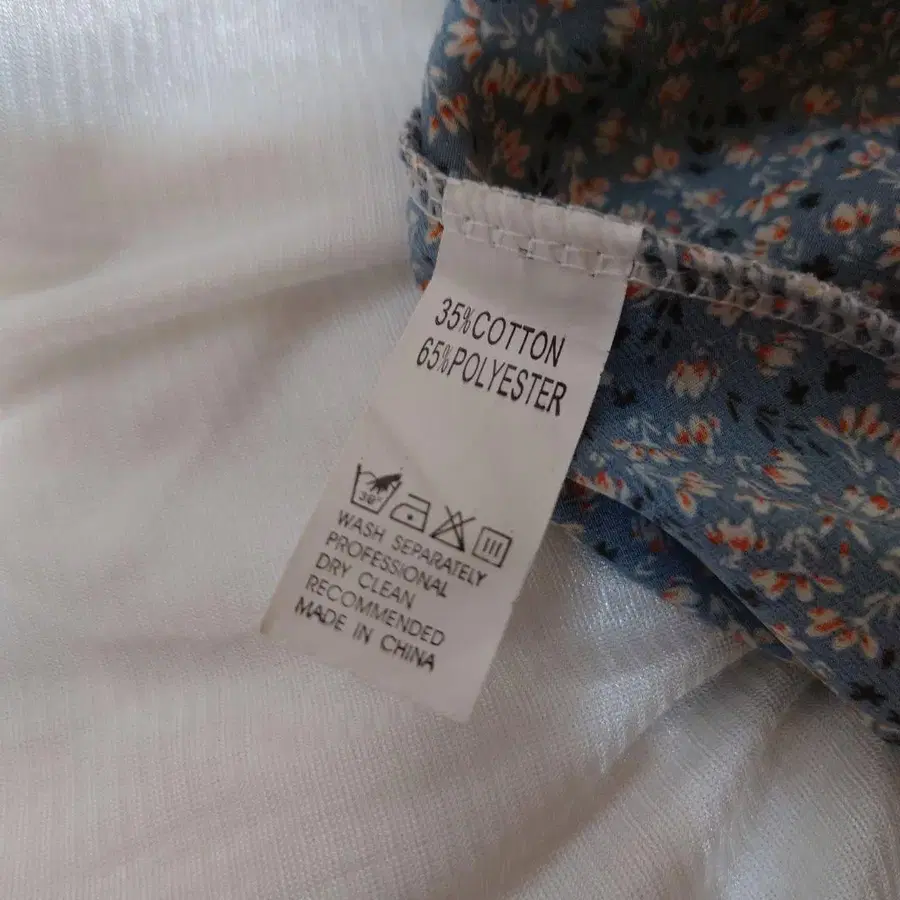 35%COTTON
65%POLYESTER
30°
WASH SEPARATELY
PROFESSIONAL
DRY CLEAN
RECOMMENDED
MADE IN CHINA